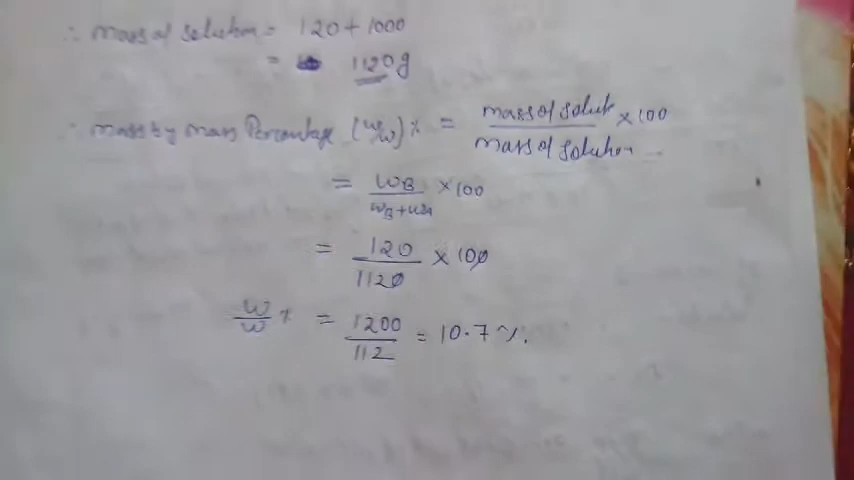 ∴ mass of solution = 120 + 1000
= 1120g
∴ mass by mass Percentage (w/w) % = mass of solute / mass of solution × 100
= WB / WB + WA × 100
= 120 / 1120 × 100
w/w % = 1200 / 112 = 10.7 %.